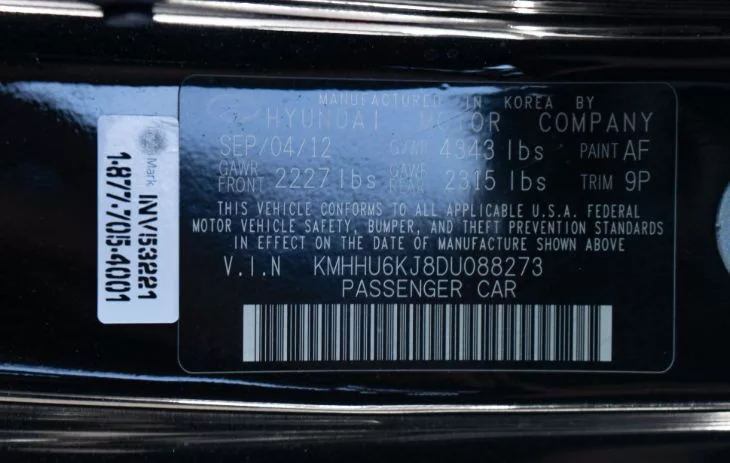 MANUFACTURED IN KOREA BY
HYUNDAI MOTOR COMPANY
SEP/04/12 GVWR 4343 lbs PAINT AF
GAWR FRONT 2227 lbs GAWR REAR 2315 lbs TRIM 9P
THIS VEHICLE CONFORMS TO ALL APPLICABLE U.S.A. FEDERAL
MOTOR VEHICLE SAFETY, BUMPER, AND THEFT PREVENTION STANDARDS
IN EFFECT ON THE DATE OF MANUFACTURE SHOWN ABOVE
V.I.N KMHHU6KJ8DU088273
PASSENGER CAR
Mark
INV53221
1-877-705-4001